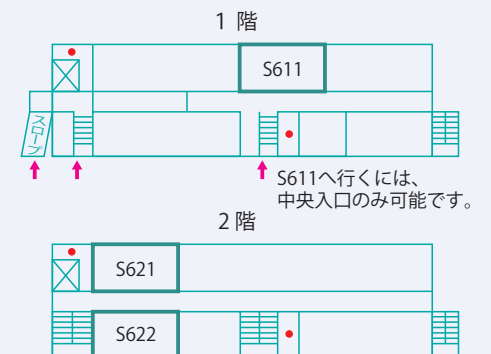 1 階
S611
スロープ
S611へ行くには、
中央入口のみ可能です。
2 階
S621
S622